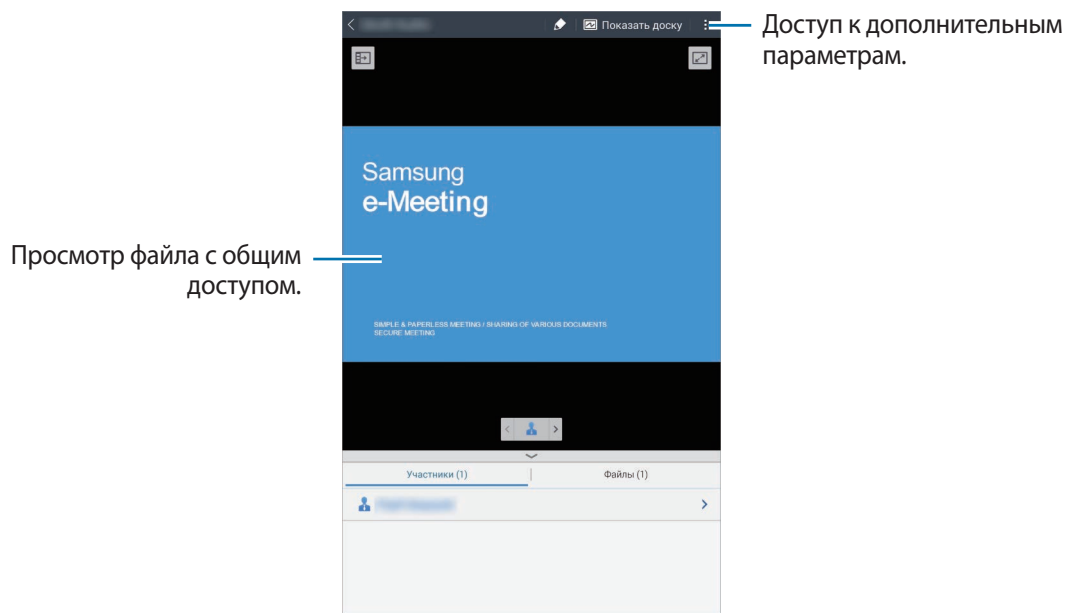 Показать доску
Доступ к дополнительным
параметрам.
Samsung
e-Meeting
Просмотр файла с общим
доступом.
SIMPLE & PAPERLESS MEETING / SHARING OF VARIOUS DOCUMENTS
SECURE MEETING
Участники (1)
Файлы (1)